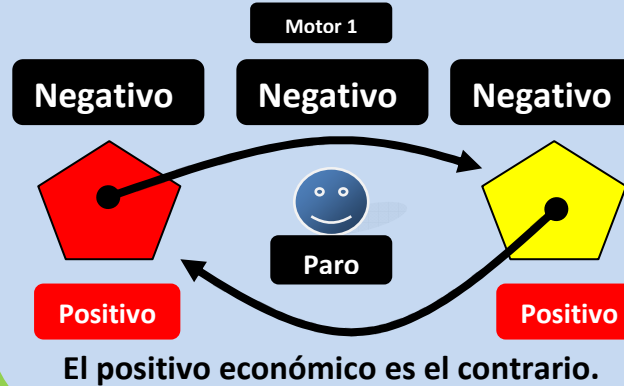 Motor 1
Negativo Negativo Negativo
Paro
Positivo Positivo
El positivo económico es el contrario.